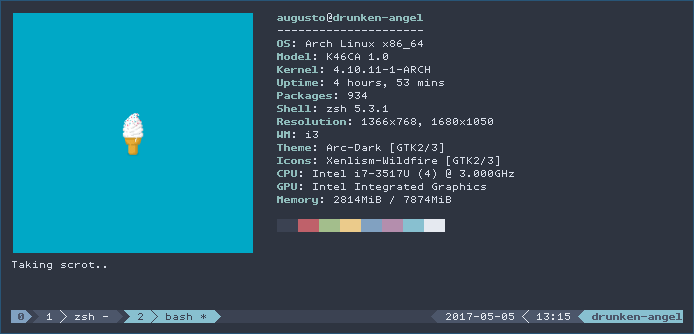 augusto@drunken-angel
---------------------
OS: Arch Linux x86_64
Model: K46CA 1.0
Kernel: 4.10.11-1-ARCH
Uptime: 4 hours, 53 mins
Packages: 934
Shell: zsh 5.3.1
Resolution: 1366x768, 1680x1050
WM: i3
Theme: Arc-Dark [GTK2/3]
Icons: Xenlism-Wildfire [GTK2/3]
CPU: Intel i7-3517U (4) @ 3.000GHz
GPU: Intel Integrated Graphics
Memory: 2814MiB / 7874MiB
Taking scrot..
0 1 zsh - 2 bash * 2017-05-05 13:15 drunken-angel